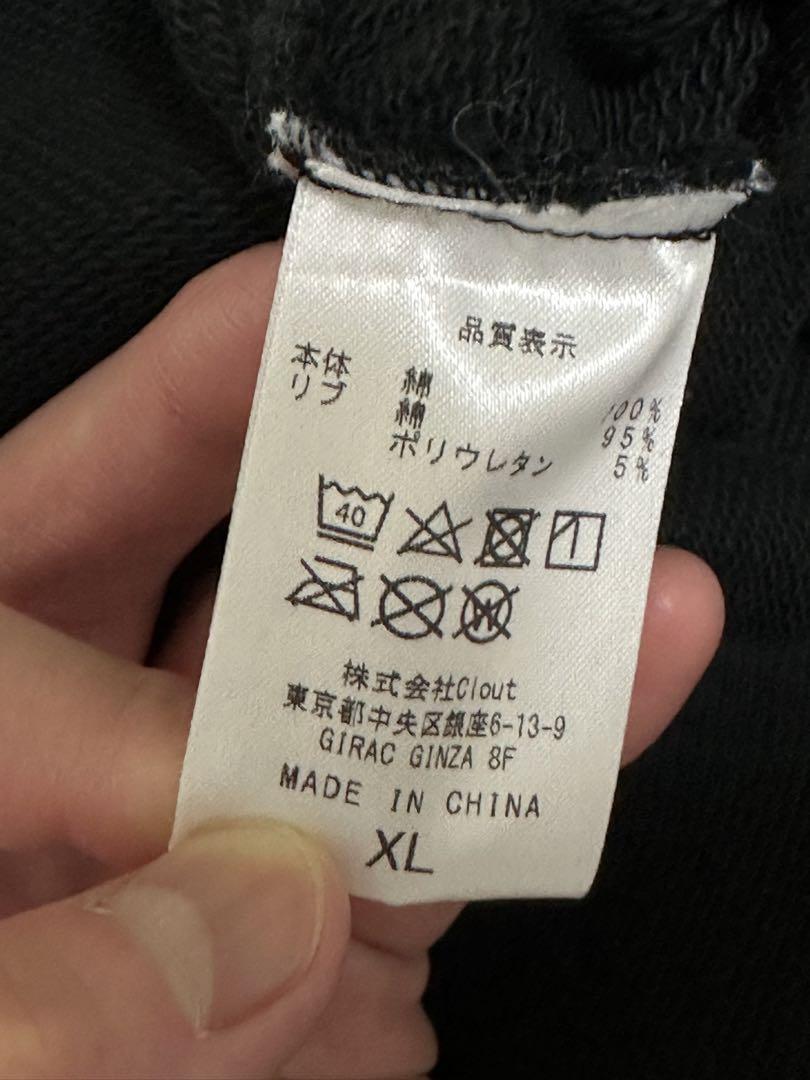 品質表示
本体 綿 100%
リブ 綿 95%
ポリウレタン 5%
40
W
株式会社Clout
東京都中央区銀座6-13-9
GIRAC GINZA 8F
MADE IN CHINA
XL